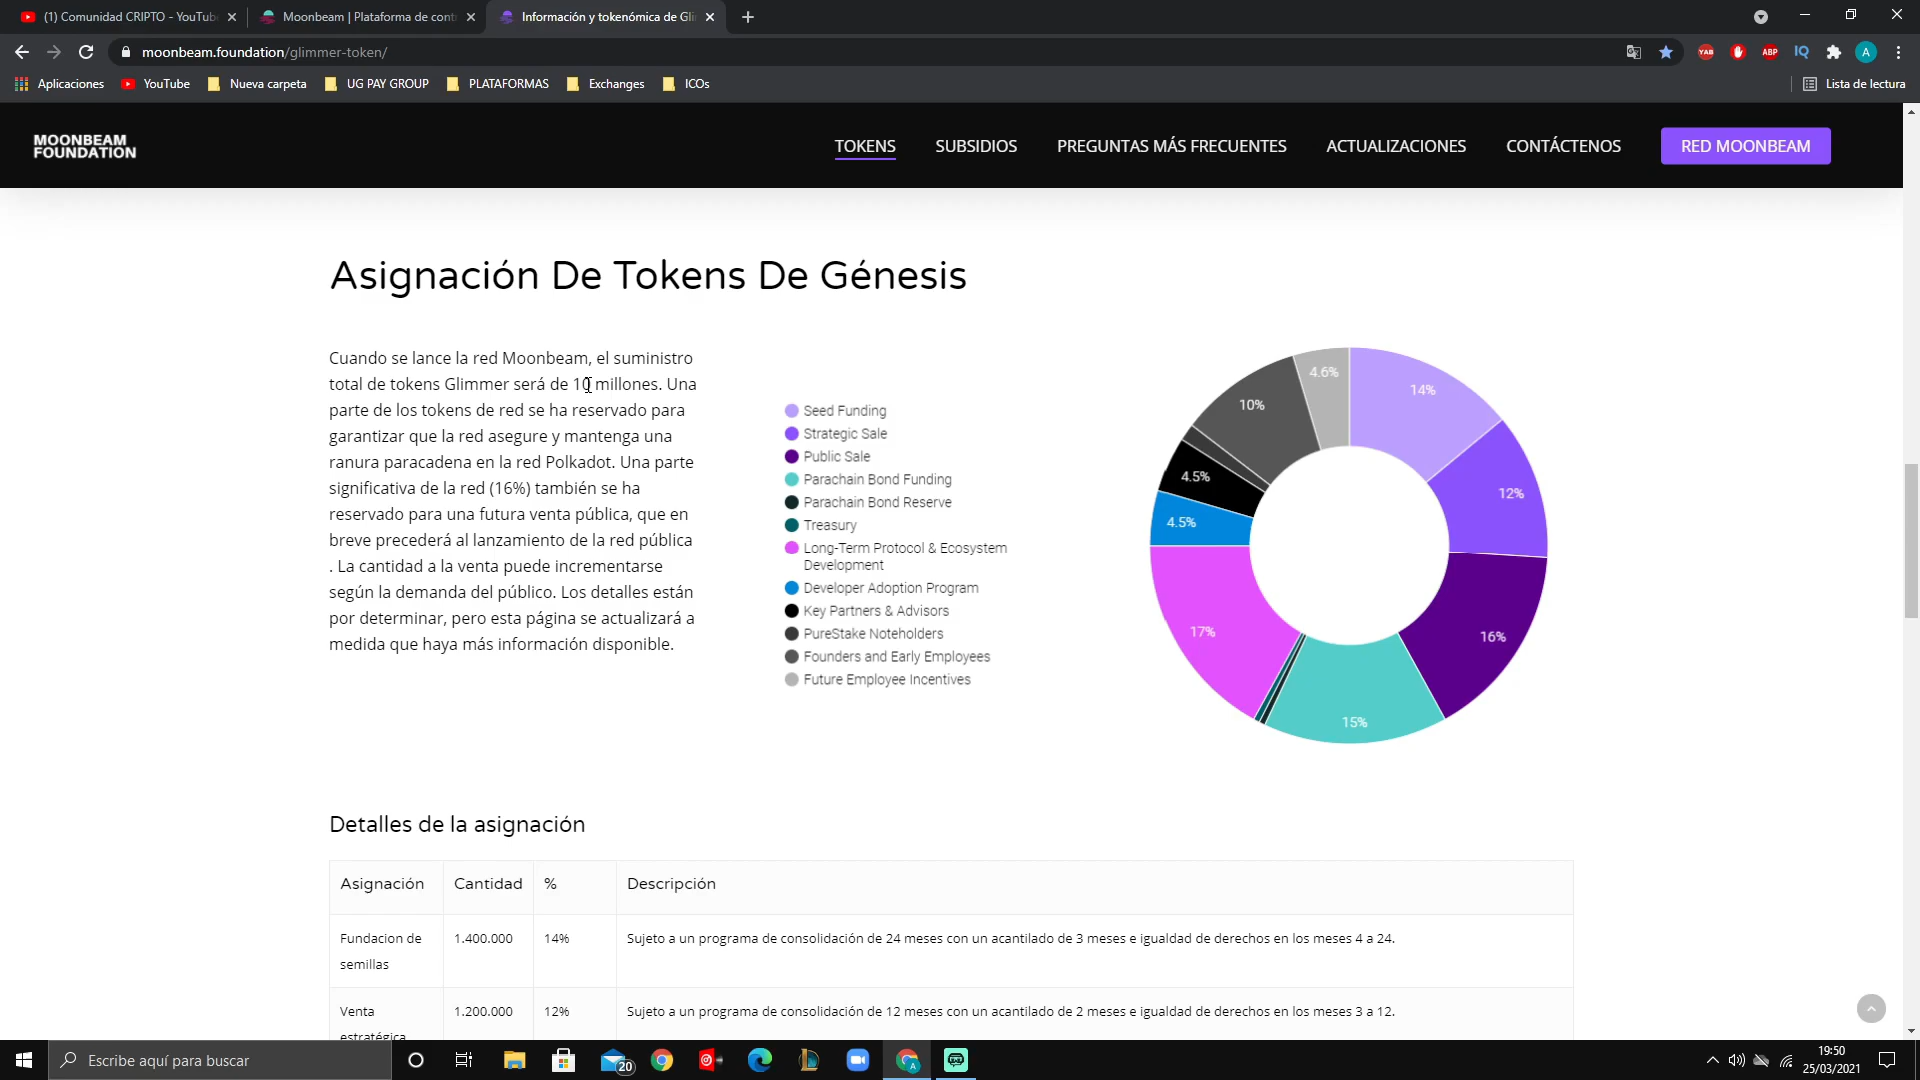 (1) Comunidad CRIPTO - YouTub
Moonbeam | Plataforma de cont
Información y tokenómica de Gli
moonbeam.foundation/glimmer-token/
YAB
ABP
IQ
A
Aplicaciones
YouTube
Nueva carpeta
UG PAY GROUP
PLATAFORMAS
Exchanges
ICOs
Lista de lectura
MOONBEAM
FOUNDATION
TOKENS
SUBSIDIOS
PREGUNTAS MÁS FRECUENTES
ACTUALIZACIONES
CONTÁCTENOS
RED MOONBEAM
Asignación De Tokens De Génesis
Cuando se lance la red Moonbeam, el suministro
total de tokens Glimmer será de 10 millones. Una
parte de los tokens de red se ha reservado para
garantizar que la red asegure y mantenga una
ranura paracadena en la red Polkadot. Una parte
significativa de la red (16%) también se ha
reservado para una futura venta pública, que en
breve precederá al lanzamiento de la red pública
. La cantidad a la venta puede incrementarse
según la demanda del público. Los detalles están
por determinar, pero esta página se actualizará a
medida que haya más información disponible.
Seed Funding
Strategic Sale
Public Sale
Parachain Bond Funding
Parachain Bond Reserve
Treasury
Long-Term Protocol & Ecosystem
Development
Developer Adoption Program
Key Partners & Advisors
PureStake Noteholders
Founders and Early Employees
Future Employee Incentives
4.6%
14%
10%
4.5%
12%
4.5%
17%
16%
15%
Detalles de la asignación
Asignación
Cantidad
%
Descripción
Fundacion de
semillas
1.400.000
14%
Sujeto a un programa de consolidación de 24 meses con un acantilado de 3 meses e igualdad de derechos en los meses 4 a 24.
Venta
estratégica
1.200.000
12%
Sujeto a un programa de consolidación de 12 meses con un acantilado de 2 meses e igualdad de derechos en los meses 3 a 12.
Escribe aquí para buscar
20
A
19:50
25/03/2021